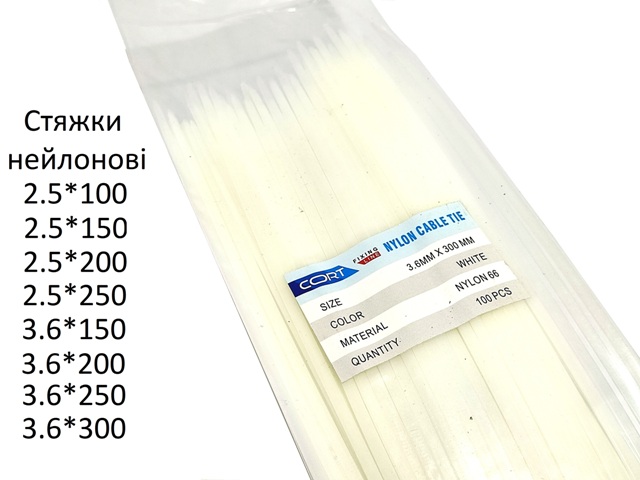 Стяжки
нейлонові
2.5*100
2.5*150
2.5*200
2.5*250
3.6*150
3.6*200
3.6*250
3.6*300
CORT FIXING LINE NYLON CABLE TIE
SIZE 3.6MM X 300 MM
COLOR WHITE
MATERIAL NYLON 66
QUANTITY 100 PCS